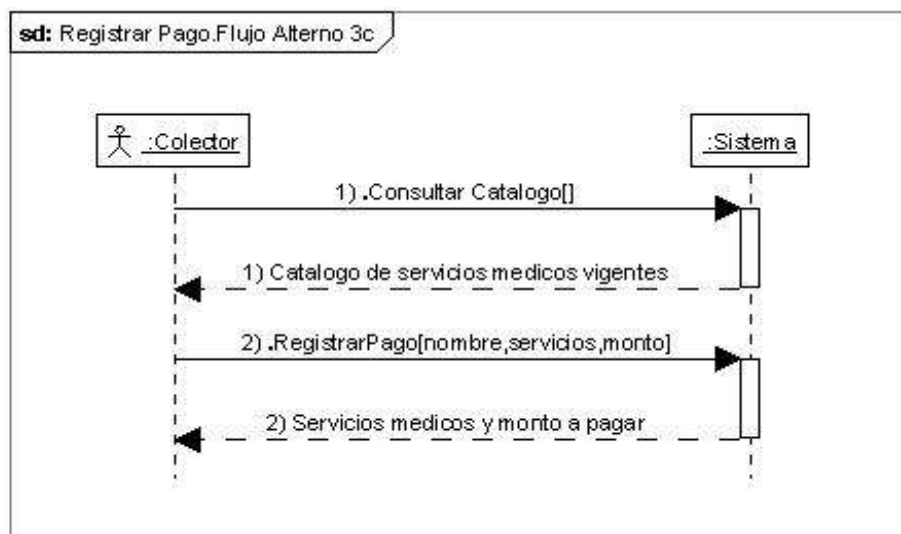 sd: Registrar Pago.Flujo Alterno 3c
:Colector
:Sistema
1) .Consultar Catalogo[]
1) Catalogo de servicios medicos vigentes
2) .RegistrarPago[nombre,servicios,monto]
2) Servicios medicos y monto a pagar